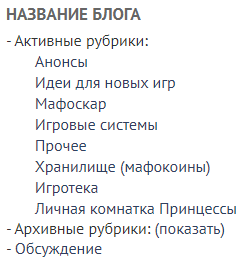 НАЗВАНИЕ БЛОГА
- Активные рубрики:
Анонсы
Идеи для новых игр
Мафоскар
Игровые системы
Прочее
Хранилище (мафокоины)
Игротека
Личная комнатка Принцессы
- Архивные рубрики: (показать)
- Обсуждение